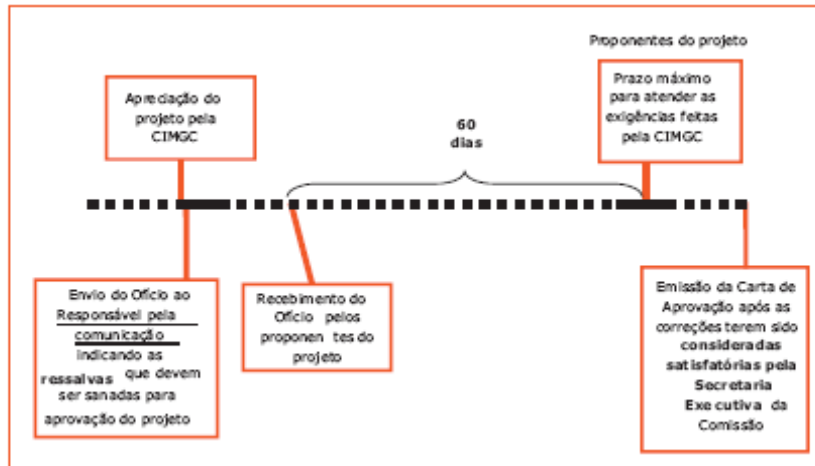 Proponentes do projeto
Apreciação do
projeto pela
CIMGC
60
dias
Prazo máximo
para atender as
exigências feitas
pela CIMGC
Envio do Ofício ao
Responsável pela
comunicação
indicando as
ressalvas que devem
ser sanadas para
aprovação do projeto
Recebimento do
Ofício pelos
proponen tes do
projeto
Emissão da Carta de
Aprovação após as
correções terem sido
consideradas
satisfatórias pela
Secretaria
Executiva da
Comissão